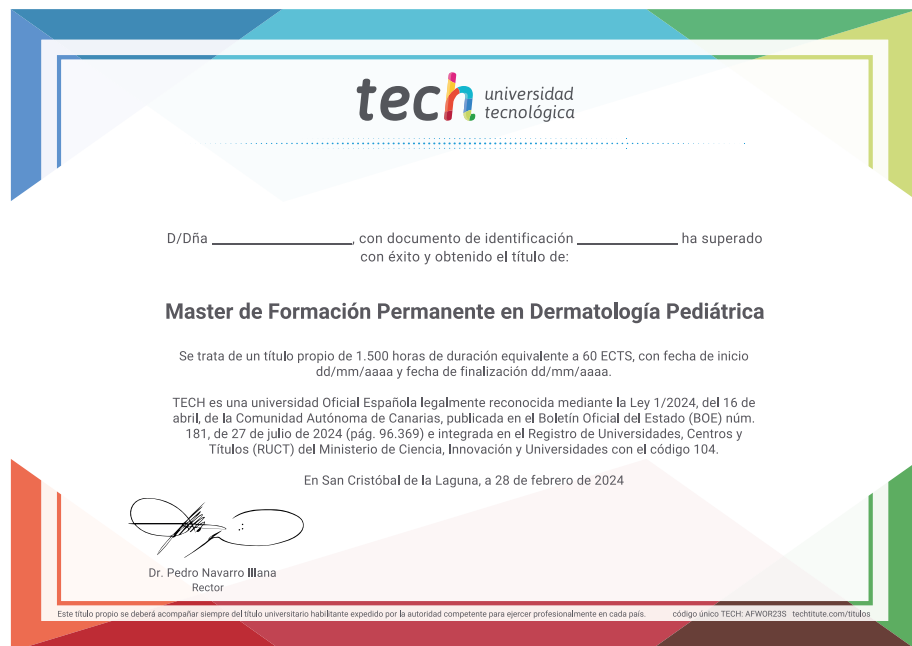 tech universidad
tecnológica
D/Dña ____________________, con documento de identificación ______________ ha superado
con éxito y obtenido el título de:
Master de Formación Permanente en Dermatología Pediátrica
Se trata de un título propio de 1.500 horas de duración equivalente a 60 ECTS, con fecha de inicio
dd/mm/aaaa y fecha de finalización dd/mm/aaaa.
TECH es una universidad Oficial Española legalmente reconocida mediante la Ley 1/2024, del 16 de
abril, de la Comunidad Autónoma de Canarias, publicada en el Boletín Oficial del Estado (BOE) núm.
181, de 27 de julio de 2024 (pág. 96.369) e integrada en el Registro de Universidades, Centros y
Títulos (RUCT) del Ministerio de Ciencia, Innovación y Universidades con el código 104.
En San Cristóbal de la Laguna, a 28 de febrero de 2024
Dr. Pedro Navarro Illana
Rector
Este título propio se deberá acompañar siempre del título universitario habilitante expedido por la autoridad competente para ejercer profesionalmente en cada país. código único TECH: AFWOR23S techtitute.com/titulos